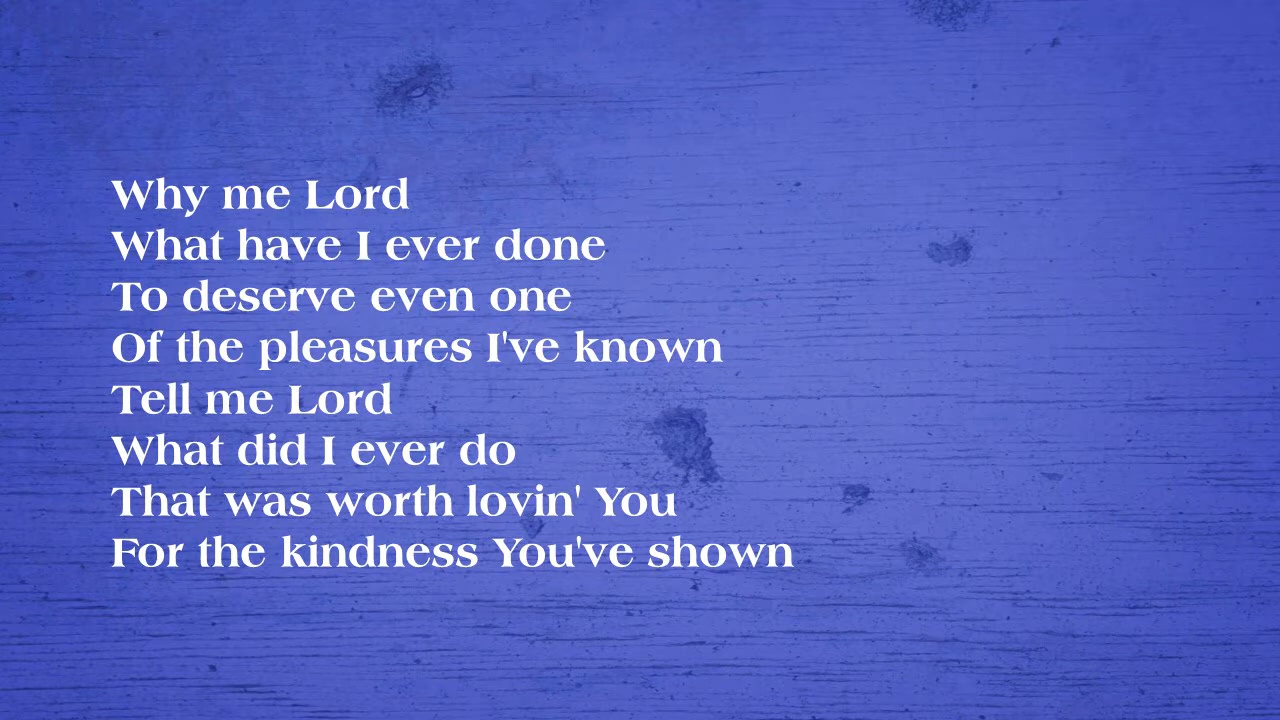 Why me Lord
What have I ever done
To deserve even one
Of the pleasures I've known
Tell me Lord
What did I ever do
That was worth lovin' You
For the kindness You've shown